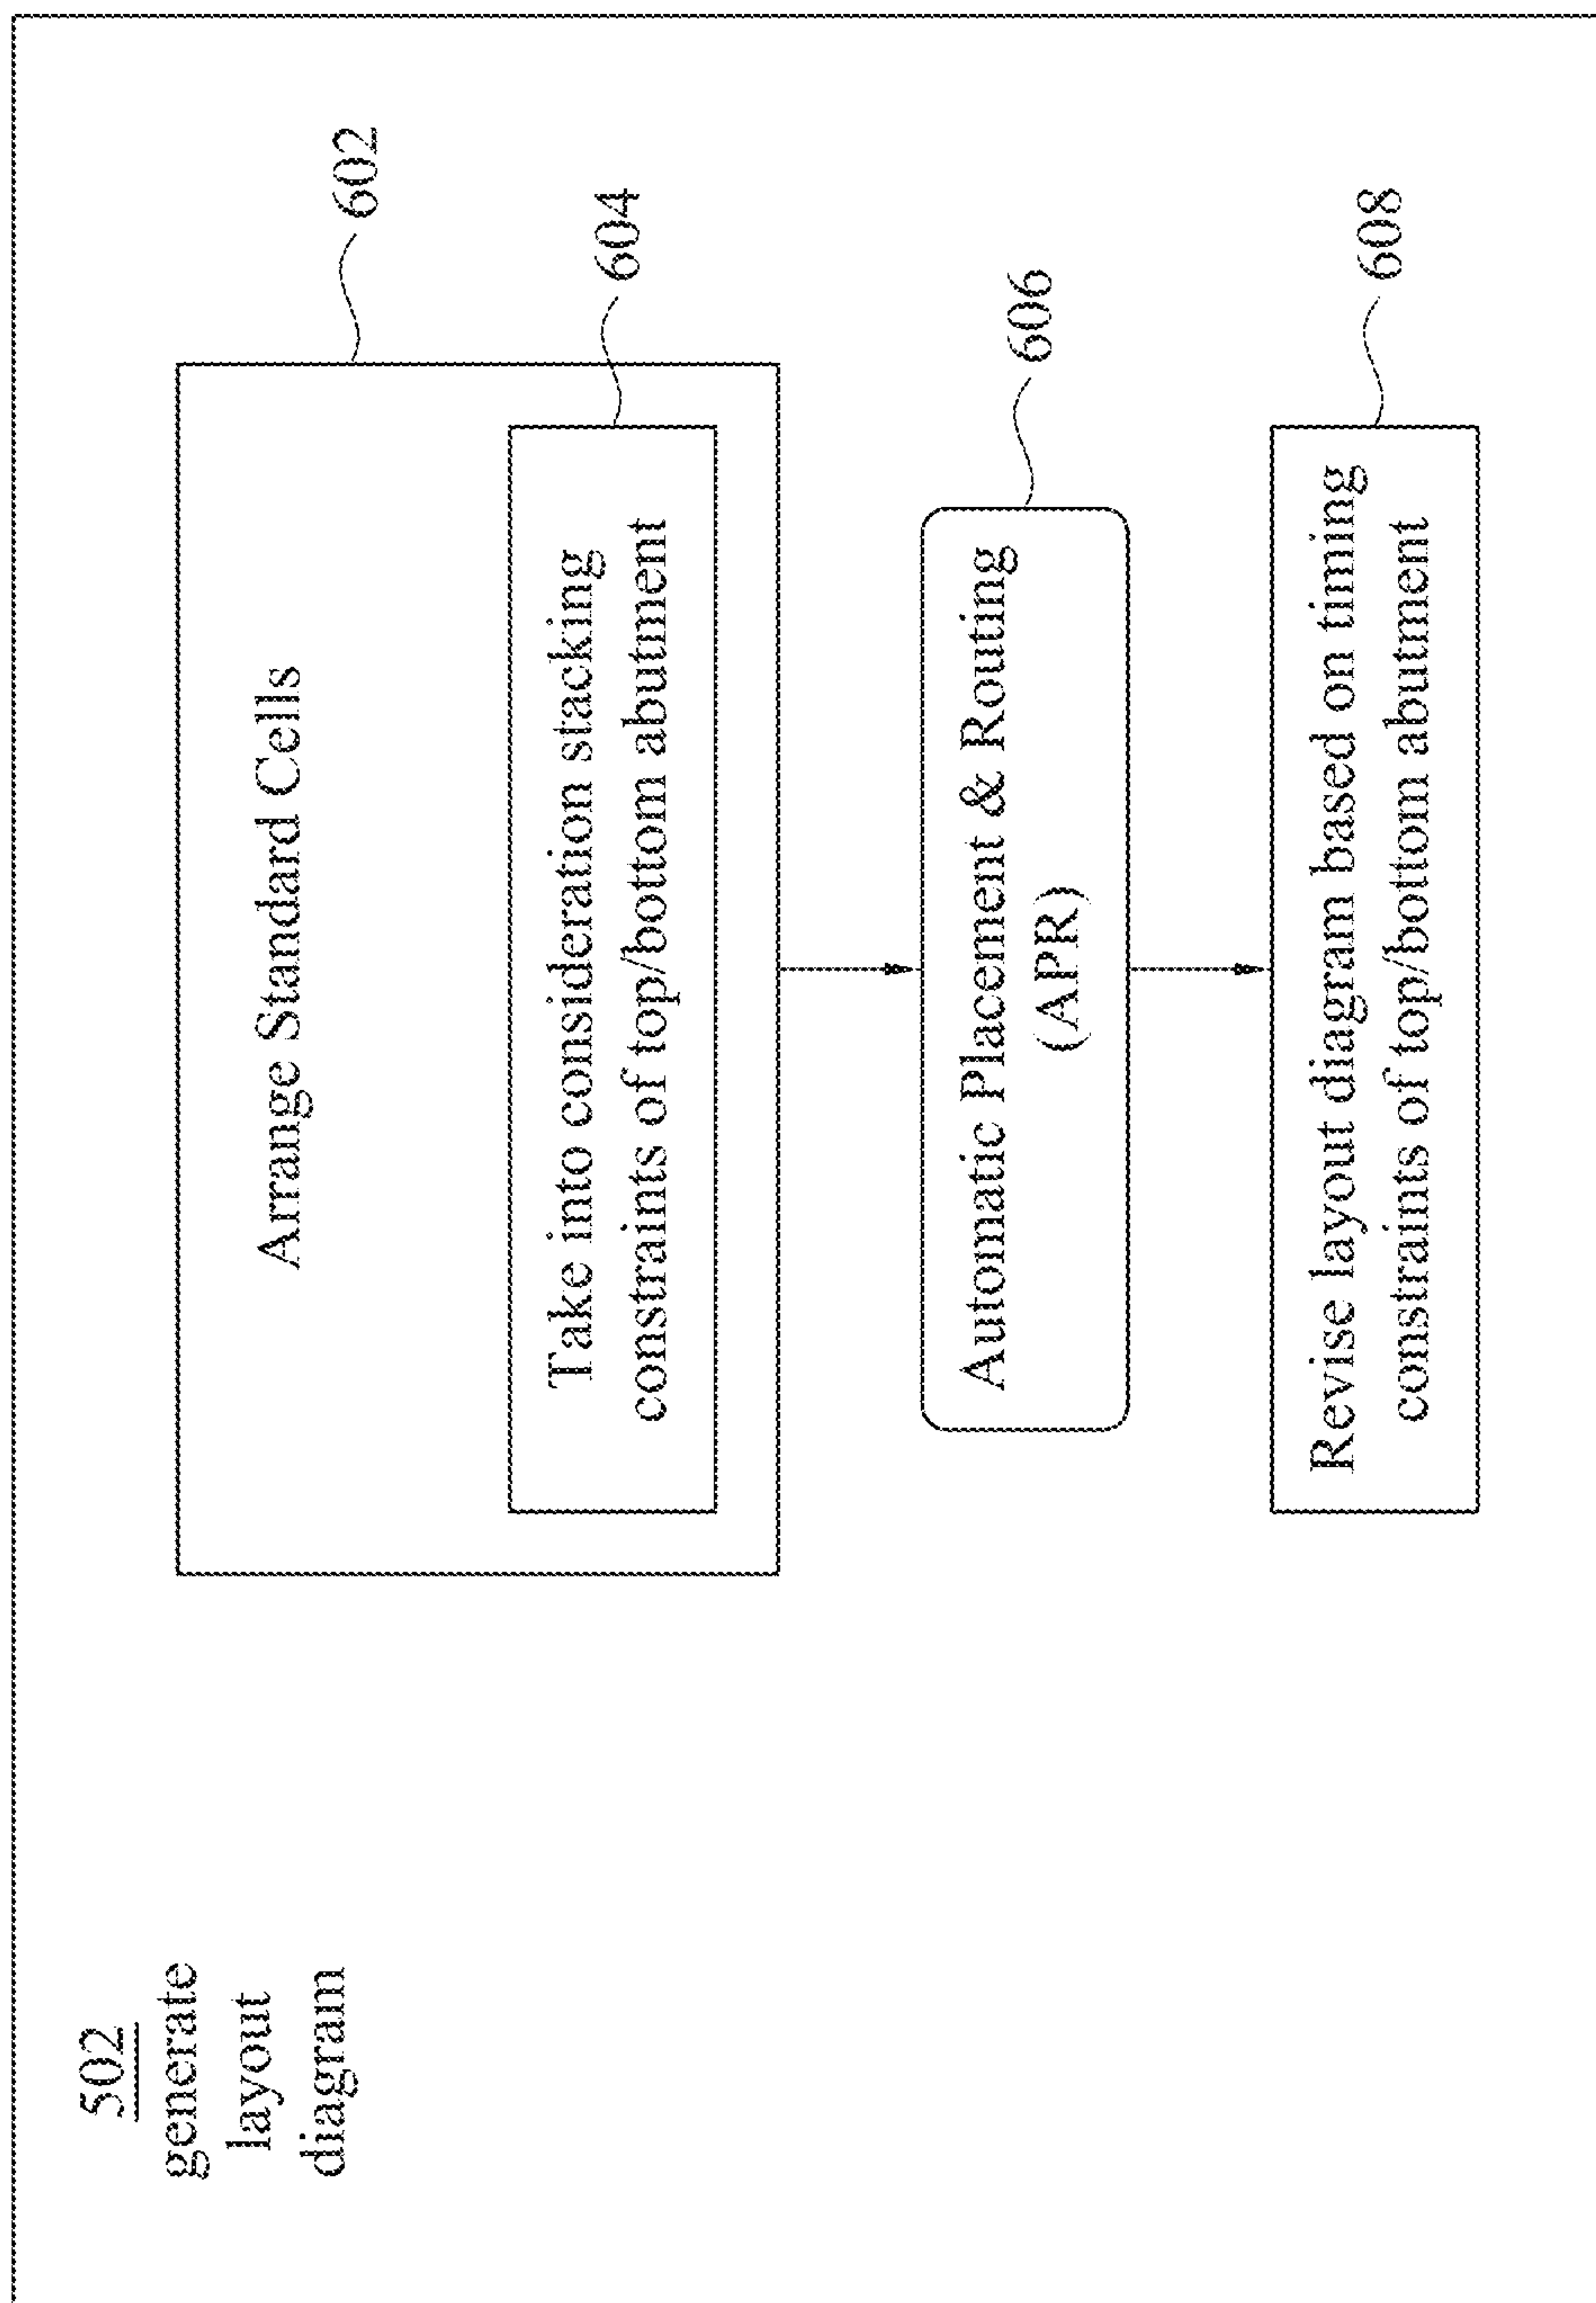 502
generate
layout
diagram
Arrange Standard Cells
602
Take into consideration stacking
constraints of top/bottom abutment
604
Automatic Placement & Routing
(APR)
606
Revise layout diagram based on timing
constraints of top/bottom abutment
608